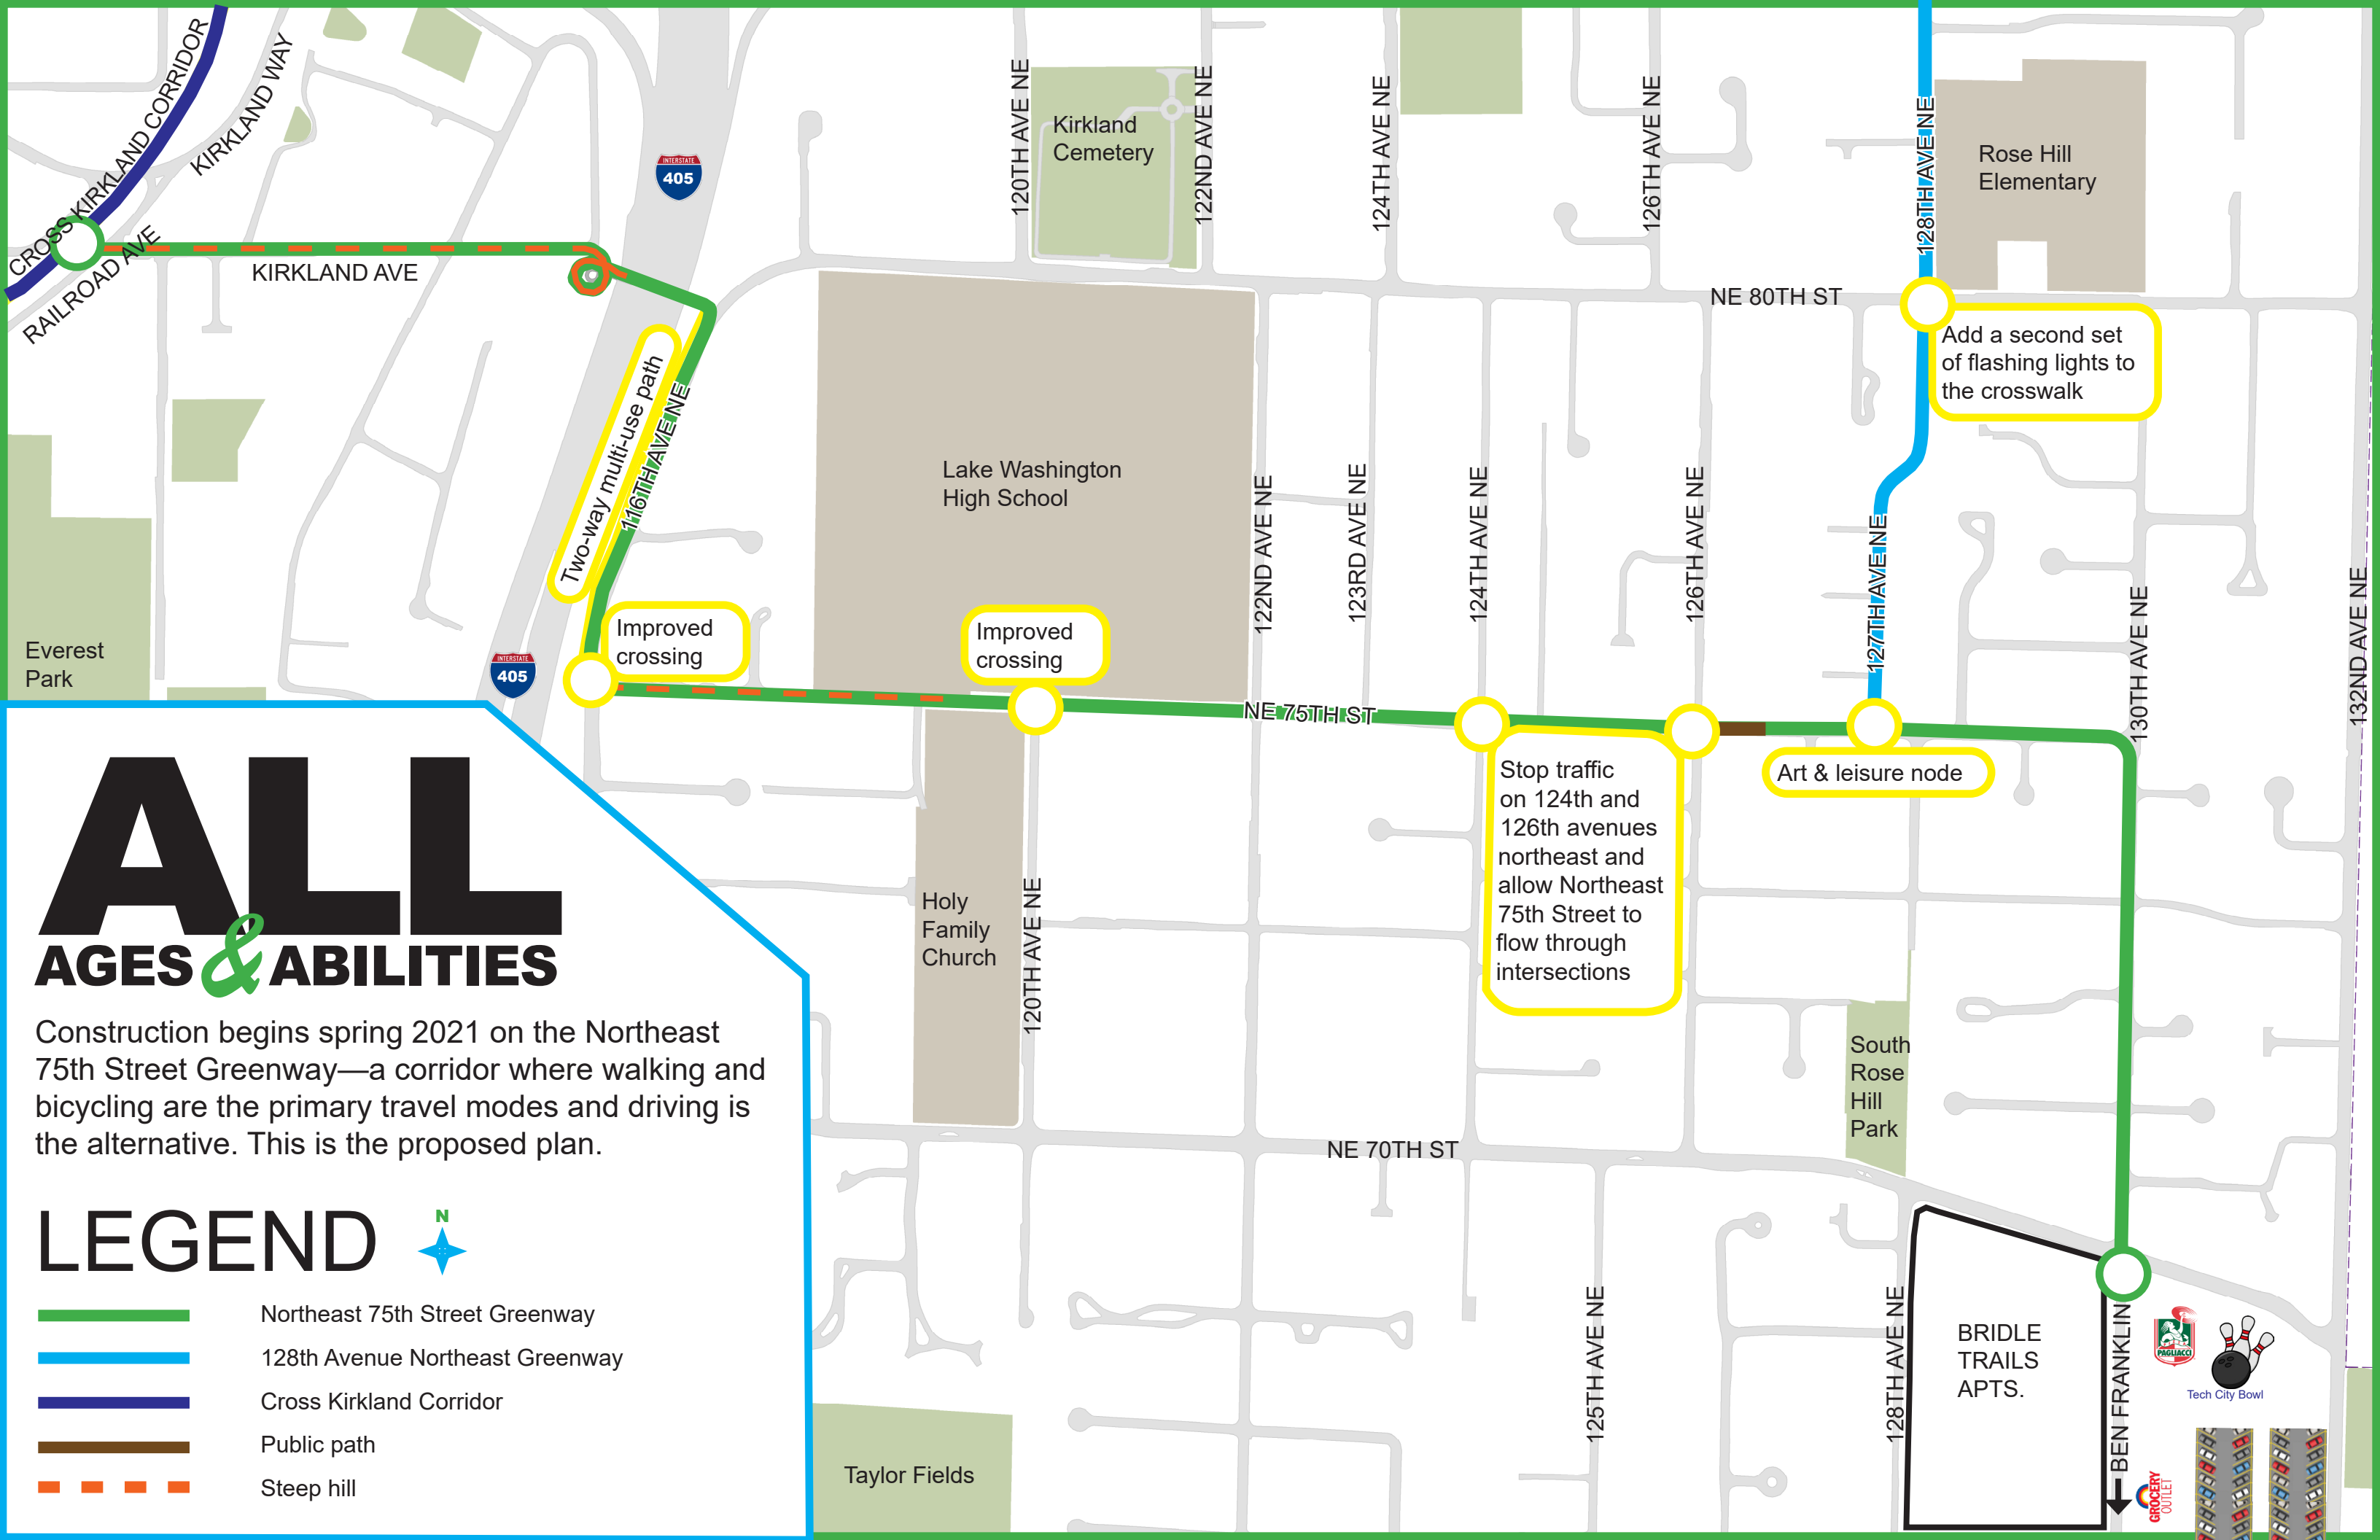 CROSS KIRKLAND CORRIDOR
KIRKLAND WAY
RAILROAD AVE
KIRKLAND AVE
INTERSTATE
405
120TH AVE NE
Kirkland
Cemetery
122ND AVE NE
124TH AVE NE
126TH AVE NE
128TH AVE NE
Rose Hill
Elementary
NE 80TH ST
Add a second set
of flashing lights to
the crosswalk
Two-way multi-use path
116TH AVE NE
Lake Washington
High School
122ND AVE NE
123RD AVE NE
124TH AVE NE
126TH AVE NE
127TH AVE NE
130TH AVE NE
132ND AVE NE
Everest
Park
INTERSTATE
405
Improved
crossing
Improved
crossing
NE 75TH ST
Stop traffic
on 124th and
126th avenues
northeast and
allow Northeast
75th Street to
flow through
intersections
Art & leisure node
Holy
Family
Church
120TH AVE NE
South
Rose
Hill
Park
NE 70TH ST
125TH AVE NE
128TH AVE NE
BRIDLE
TRAILS
APTS.
BEN FRANKLIN
PAGLIACCI
Tech City Bowl
GROCERY
OUTLET
Taylor Fields
ALL
AGES & ABILITIES
Construction begins spring 2021 on the Northeast
75th Street Greenway—a corridor where walking and
bicycling are the primary travel modes and driving is
the alternative. This is the proposed plan.
LEGEND
N
Northeast 75th Street Greenway
128th Avenue Northeast Greenway
Cross Kirkland Corridor
Public path
Steep hill